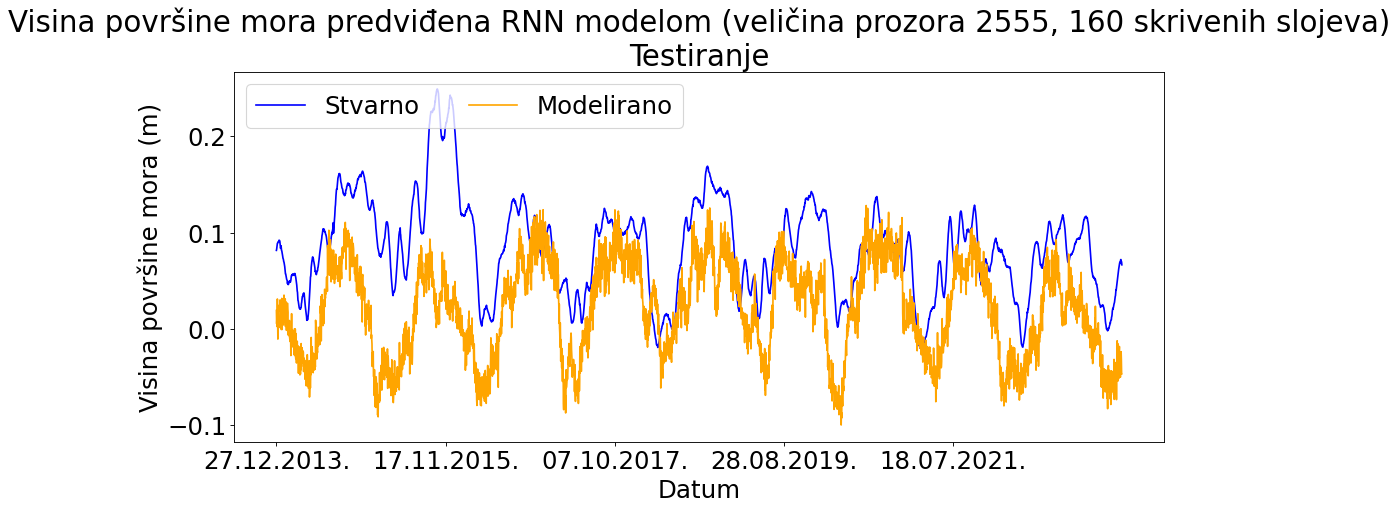 Visina površine mora predviđena RNN modelom (veličina prozora 2555, 160 skrivenih slojeva)
Testiranje
Stvarno Modelirano
Visina površine mora (m)
0.2
0.1
0.0
−0.1
27.12.2013. 17.11.2015. 07.10.2017. 28.08.2019. 18.07.2021.
Datum